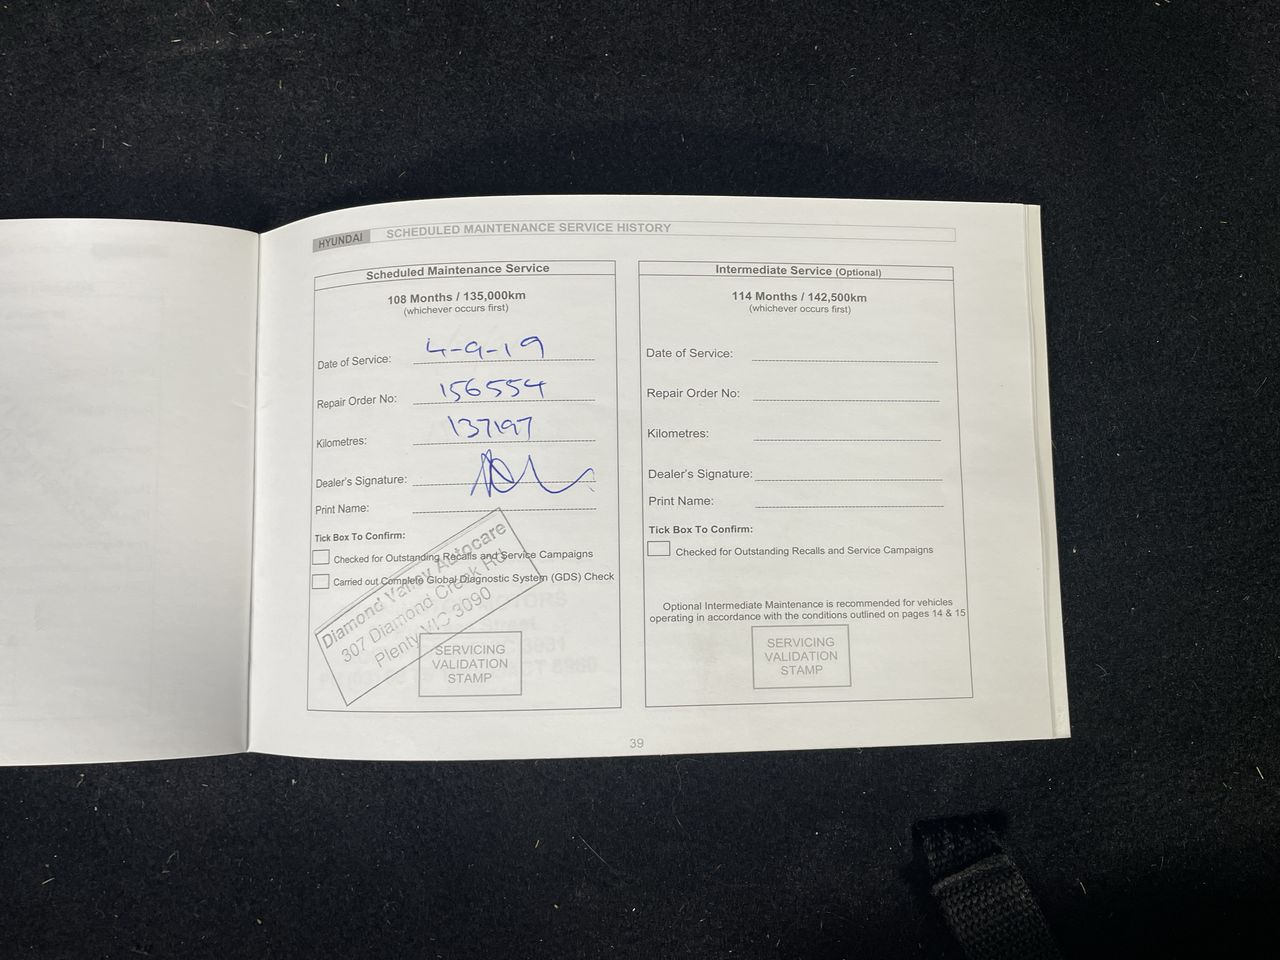 HYUNDAI SCHEDULED MAINTENANCE SERVICE HISTORY
Scheduled Maintenance Service
108 Months / 135,000km
(whichever occurs first)
Date of Service: 4-9-19
Repair Order No: 156554
Kilometres: 137197
Dealer's Signature:
Print Name:
Tick Box To Confirm:
Checked for Outstanding Recalls and Service Campaigns
Carried out Complete Global Diagnostic System (GDS) Check
Diamond Valley Autocare
307 Diamond Creek Rd
Plenty VIC 3090
SERVICING
VALIDATION
STAMP
Intermediate Service (Optional)
114 Months / 142,500km
(whichever occurs first)
Date of Service:
Repair Order No:
Kilometres:
Dealer's Signature:
Print Name:
Tick Box To Confirm:
Checked for Outstanding Recalls and Service Campaigns
Optional Intermediate Maintenance is recommended for vehicles
operating in accordance with the conditions outlined on pages 14 & 15
SERVICING
VALIDATION
STAMP
39